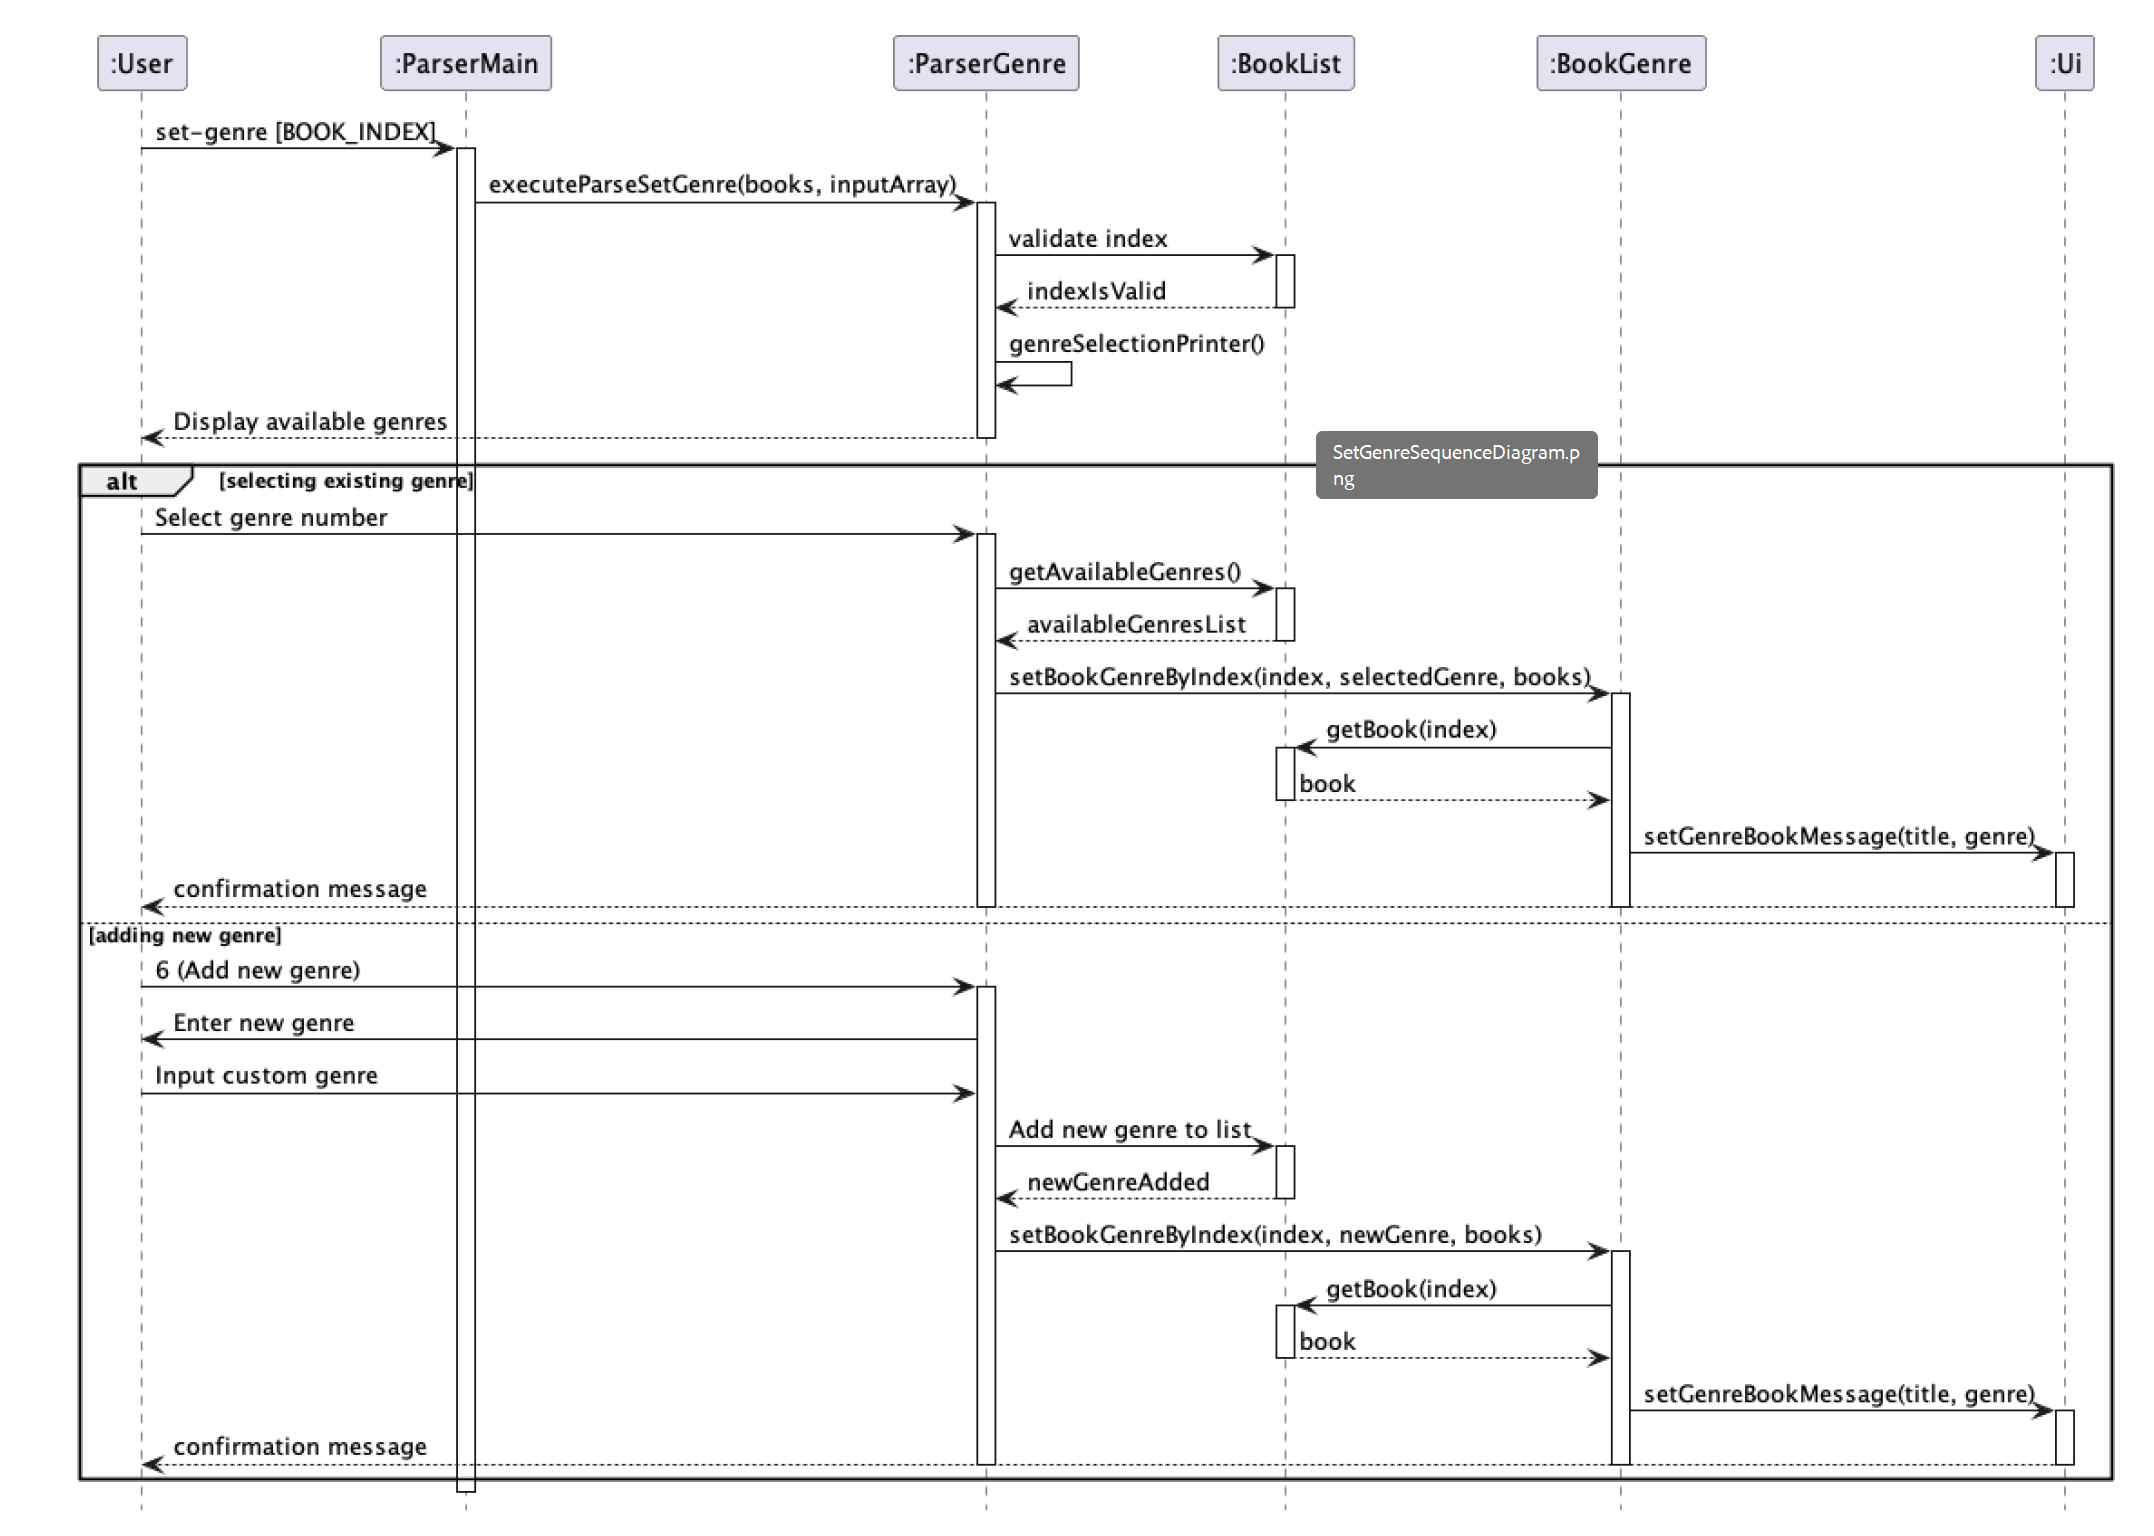 :User
:ParserMain
:ParserGenre
:BookList
:BookGenre
:Ui
set-genre [BOOK_INDEX]
executeParseSetGenre(books, inputArray)
validate index
indexIsValid
genreSelectionPrinter()
Display available genres
SetGenreSequenceDiagram.p
ng
alt
[selecting existing genre]
Select genre number
getAvailableGenres()
availableGenresList
setBookGenreByIndex(index, selectedGenre, books)
getBook(index)
book
setGenreBookMessage(title, genre)
confirmation message
[adding new genre]
6 (Add new genre)
Enter new genre
Input custom genre
Add new genre to list
newGenreAdded
setBookGenreByIndex(index, newGenre, books)
getBook(index)
book
setGenreBookMessage(title, genre)
confirmation message